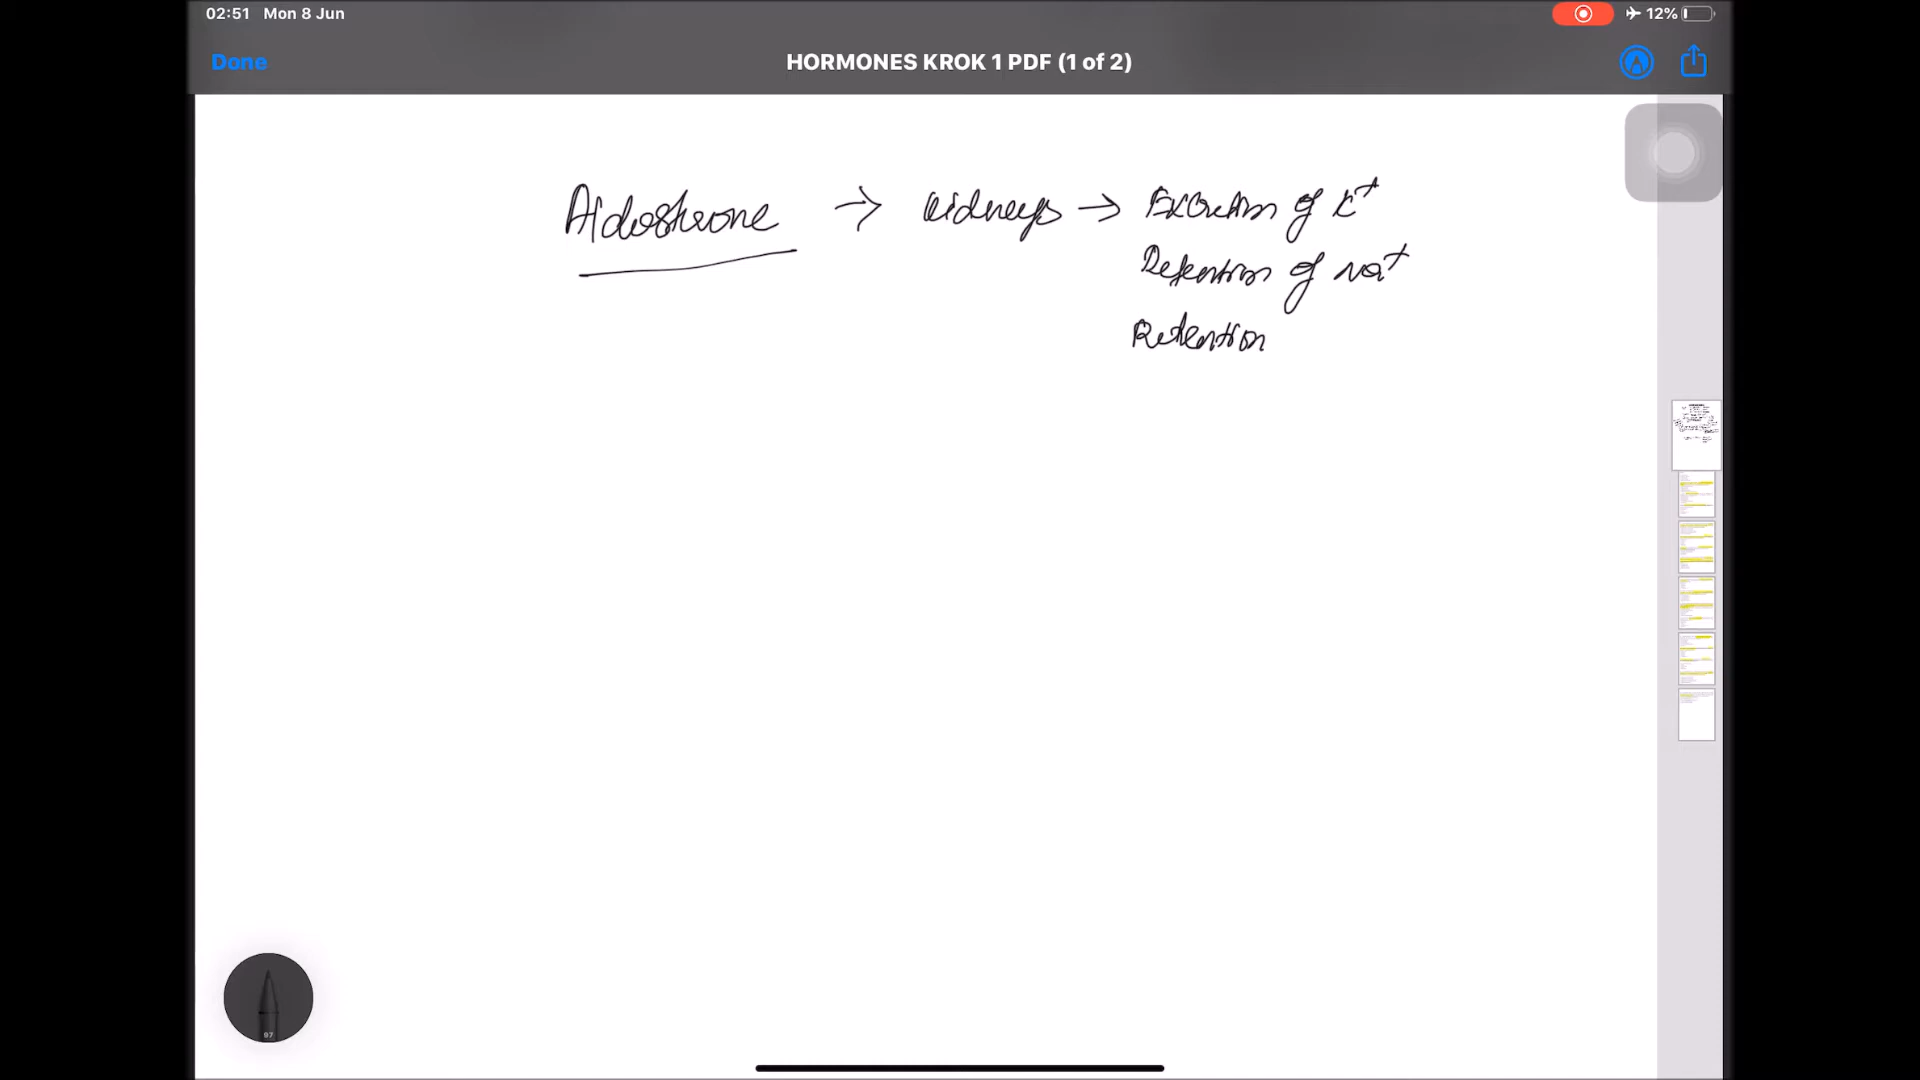 02:51 Mon 8 Jun
12%
Done
HORMONES KROK 1 PDF (1 of 2)
Aldosterone → kidneys → Excretion of K+
Retention of Na+
Retention
97